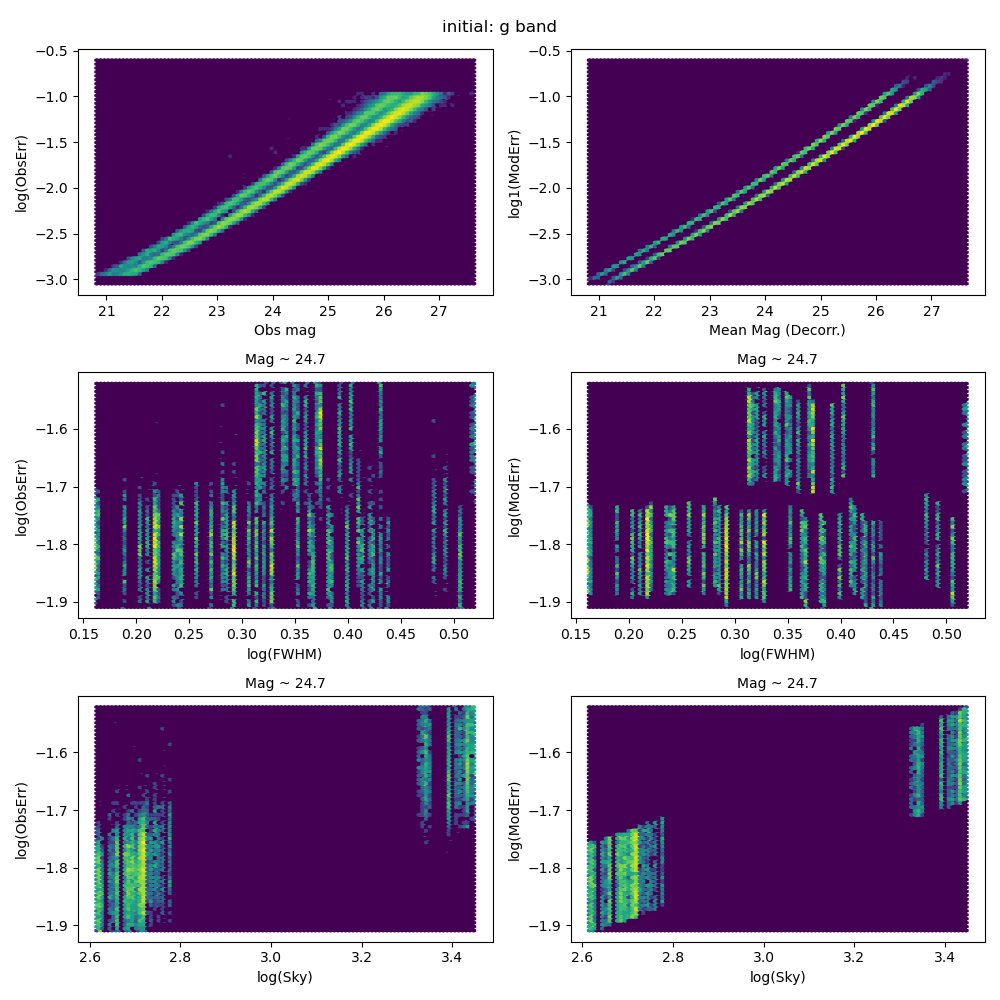 initial: g band
−0.5
−1.0
−1.5
−2.0
−2.5
−3.0
log(ObsErr)
21 22 23 24 25 26 27
Obs mag
−0.5
−1.0
−1.5
−2.0
−2.5
−3.0
log1(ModErr)
21 22 23 24 25 26 27
Mean Mag (Decorr.)
Mag ~ 24.7
−1.6
−1.7
−1.8
−1.9
log(ObsErr)
0.15 0.20 0.25 0.30 0.35 0.40 0.45 0.50
log(FWHM)
Mag ~ 24.7
−1.6
−1.7
−1.8
−1.9
log(ModErr)
0.15 0.20 0.25 0.30 0.35 0.40 0.45 0.50
log(FWHM)
Mag ~ 24.7
−1.6
−1.7
−1.8
−1.9
log(ObsErr)
2.6 2.8 3.0 3.2 3.4
log(Sky)
Mag ~ 24.7
−1.6
−1.7
−1.8
−1.9
log(ModErr)
2.6 2.8 3.0 3.2 3.4
log(Sky)